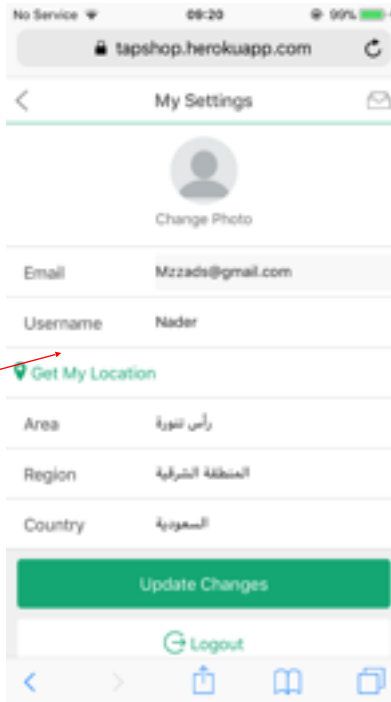 No Service 09:20 99%
tapshop.herokuapp.com
My Settings
Change Photo
Email Mzzads@gmail.com
Username Nader
Get My Location
Area رأس تنورة
Region المنطقة الشرقية
Country السعودية
Update Changes
Logout